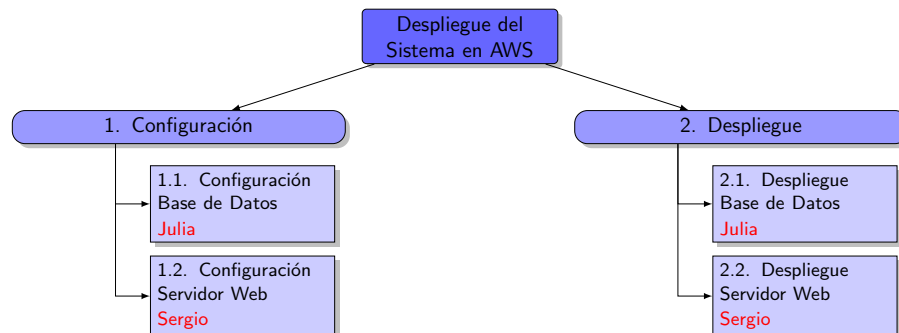 Despliegue del
Sistema en AWS
1. Configuración
2. Despliegue
1.1. Configuración
Base de Datos
Julia
2.1. Despliegue
Base de Datos
Julia
1.2. Configuración
Servidor Web
Sergio
2.2. Despliegue
Servidor Web
Sergio